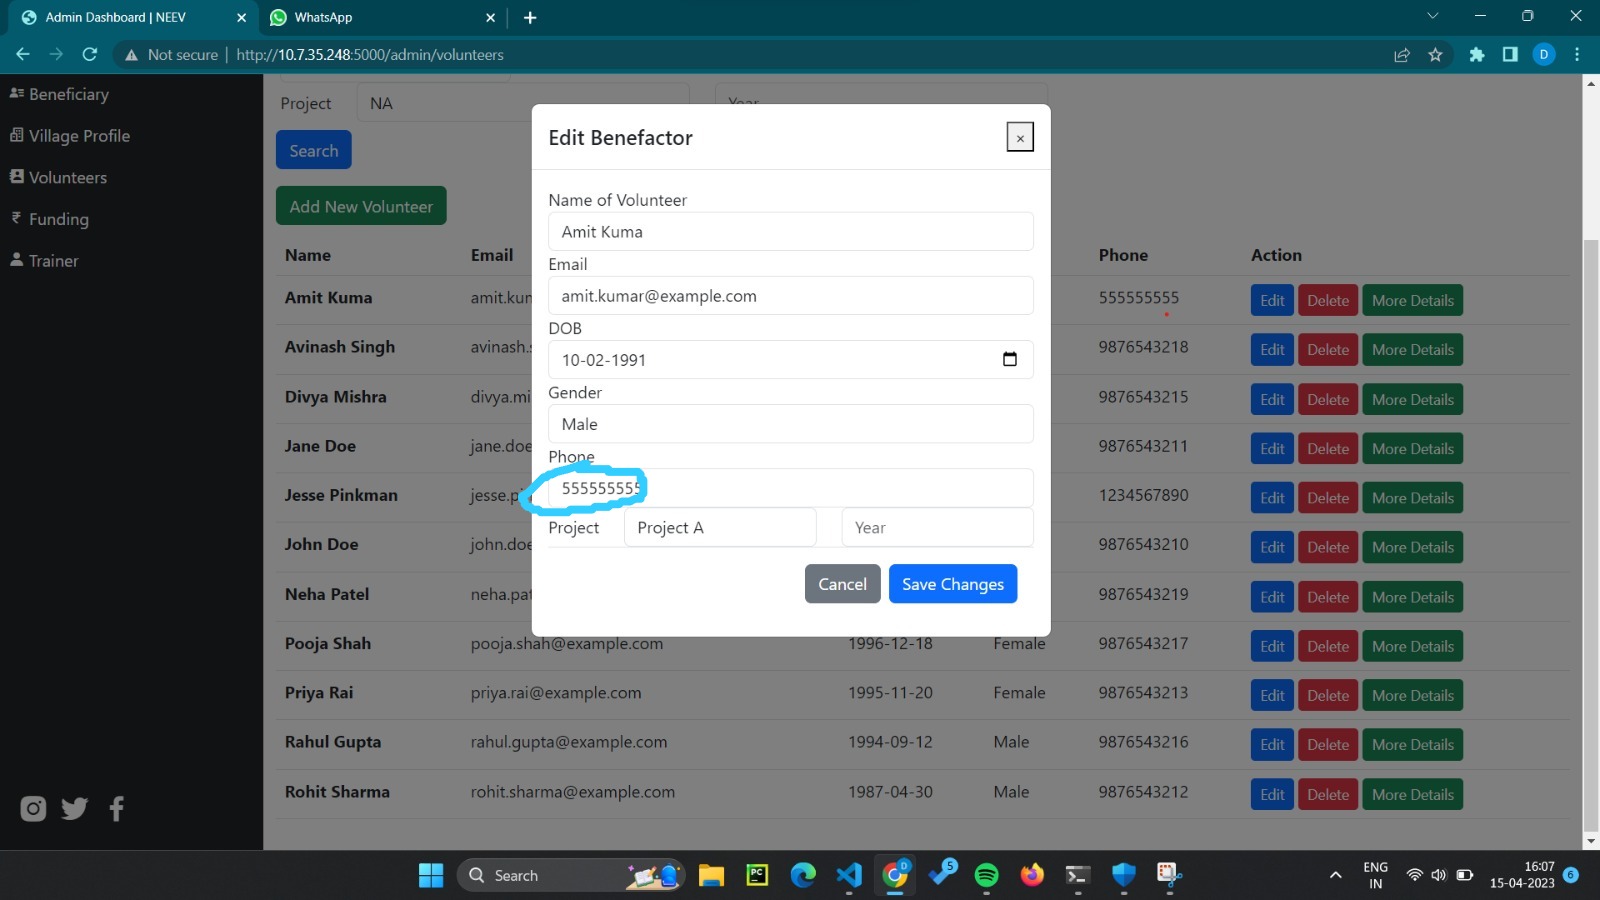 Admin Dashboard | NEEV
WhatsApp
Not secure | http://10.7.35.248:5000/admin/volunteers
D
Beneficiary
Village Profile
Volunteers
Funding
Trainer
Project NA Year
Search
Add New Volunteer
Name Email Phone Action
Amit Kuma amit.kum 555555555 Edit Delete More Details
Avinash Singh avinash.s 9876543218 Edit Delete More Details
Divya Mishra divya.mi 9876543215 Edit Delete More Details
Jane Doe jane.doe 9876543211 Edit Delete More Details
Jesse Pinkman jesse.pi 1234567890 Edit Delete More Details
John Doe john.doe 9876543210 Edit Delete More Details
Neha Patel neha.pat 9876543219 Edit Delete More Details
Pooja Shah pooja.shah@example.com 1996-12-18 Female 9876543217 Edit Delete More Details
Priya Rai priya.rai@example.com 1995-11-20 Female 9876543213 Edit Delete More Details
Rahul Gupta rahul.gupta@example.com 1994-09-12 Male 9876543216 Edit Delete More Details
Rohit Sharma rohit.sharma@example.com 1987-04-30 Male 9876543212 Edit Delete More Details
Edit Benefactor ×
Name of Volunteer
Amit Kuma
Email
amit.kumar@example.com
DOB
10-02-1991
Gender
Male
Phone
555555555
Project Project A Year
Cancel Save Changes
Search
PC
D
5
ENG
IN
16:07
15-04-2023
6